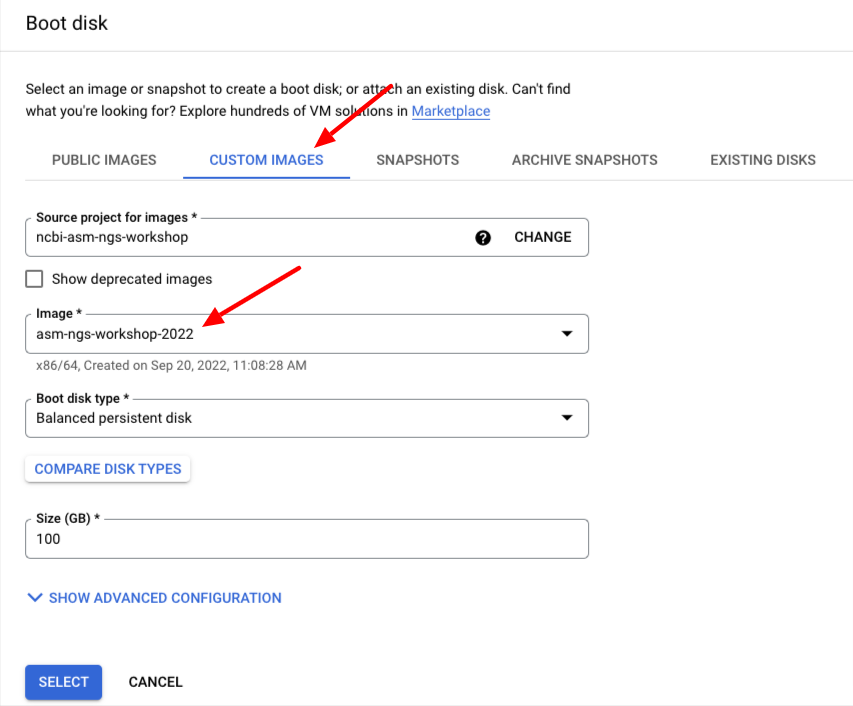 Boot disk
Select an image or snapshot to create a boot disk; or attach an existing disk. Can't find
what you're looking for? Explore hundreds of VM solutions in Marketplace
PUBLIC IMAGES CUSTOM IMAGES SNAPSHOTS ARCHIVE SNAPSHOTS EXISTING DISKS
Source project for images *
ncbi-asm-ngs-workshop ? CHANGE
Show deprecated images
Image *
asm-ngs-workshop-2022
x86/64, Created on Sep 20, 2022, 11:08:28 AM
Boot disk type *
Balanced persistent disk
COMPARE DISK TYPES
Size (GB) *
100
SHOW ADVANCED CONFIGURATION
SELECT CANCEL